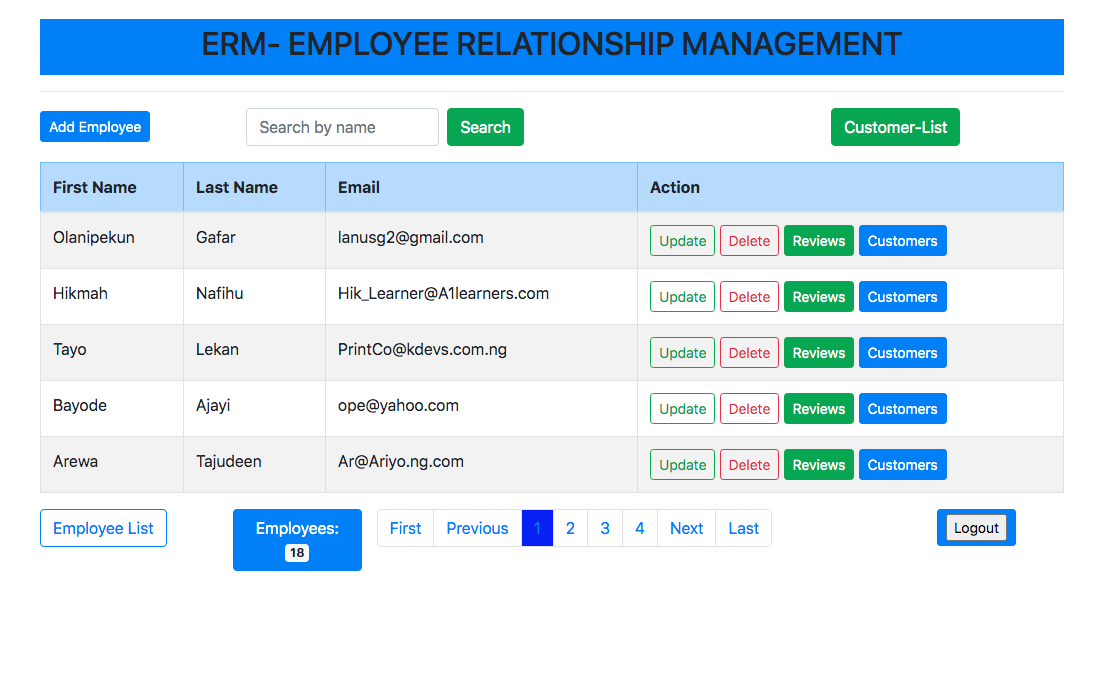 ERM- EMPLOYEE RELATIONSHIP MANAGEMENT
Add Employee Search by name Search Customer-List
First Name Last Name Email Action
Olanipekun Gafar lanusg2@gmail.com Update Delete Reviews Customers
Hikmah Nafihu Hik_Learner@A1learners.com Update Delete Reviews Customers
Tayo Lekan PrintCo@kdevs.com.ng Update Delete Reviews Customers
Bayode Ajayi ope@yahoo.com Update Delete Reviews Customers
Arewa Tajudeen Ar@Ariyo.ng.com Update Delete Reviews Customers
Employee List Employees: First Previous 1 2 3 4 Next Last Logout
18